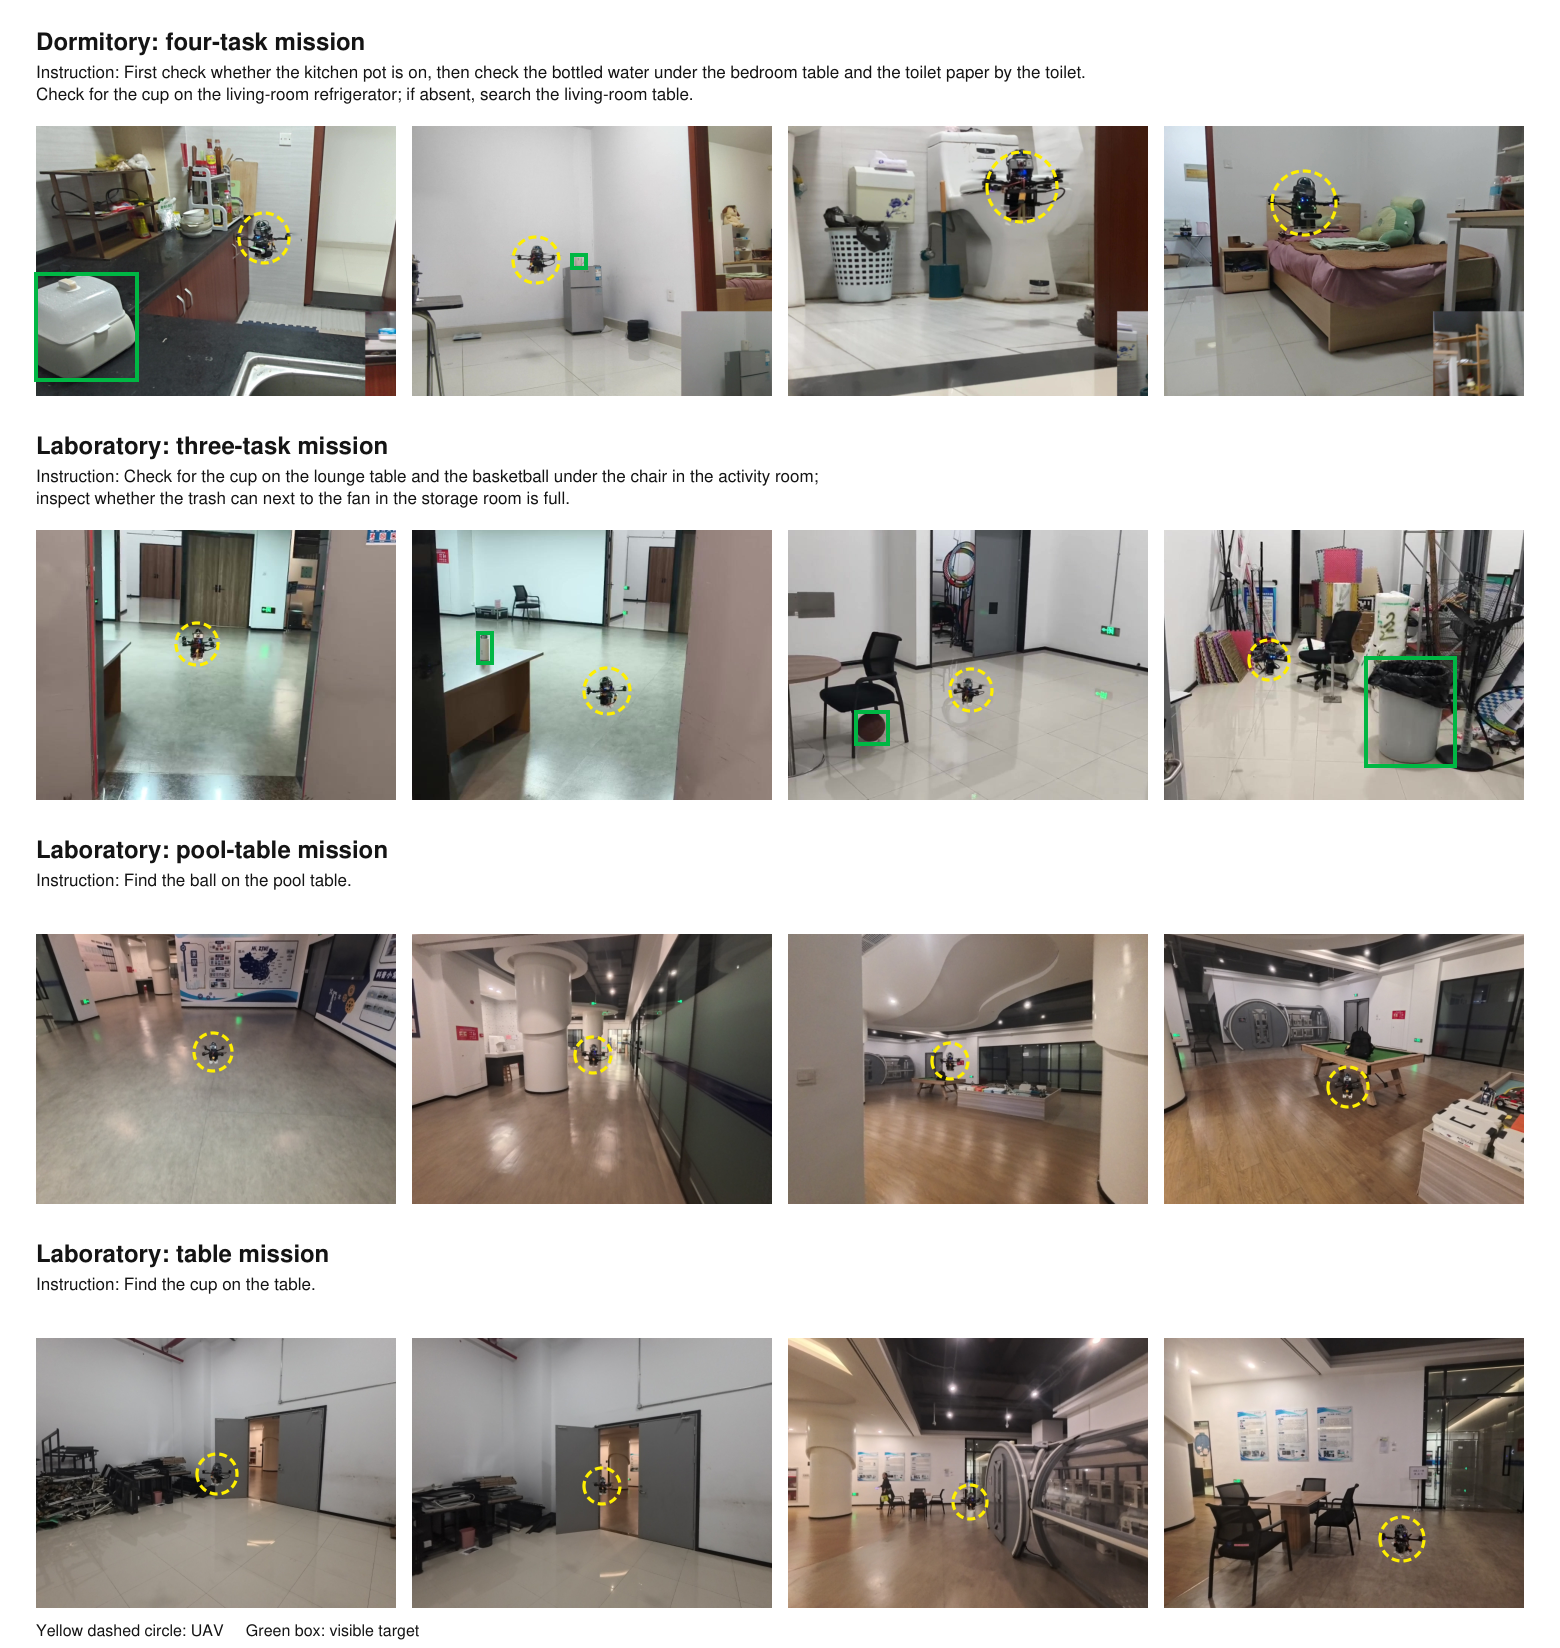 Dormitory: four-task mission
Instruction: First check whether the kitchen pot is on, then check the bottled water under the bedroom table and the toilet paper by the toilet.
Check for the cup on the living-room refrigerator; if absent, search the living-room table.
Laboratory: three-task mission
Instruction: Check for the cup on the lounge table and the basketball under the chair in the activity room;
inspect whether the trash can next to the fan in the storage room is full.
Laboratory: pool-table mission
Instruction: Find the ball on the pool table.
Laboratory: table mission
Instruction: Find the cup on the table.
Yellow dashed circle: UAV Green box: visible target